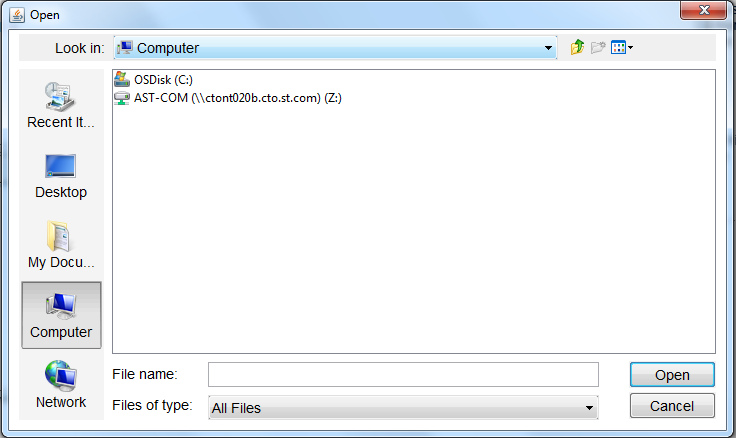 Open
Look in: Computer
OSDisk (C:)
AST-COM (\\ctont020b.cto.st.com) (Z:)
Recent It...
Desktop
My Docu...
Computer
Network
File name:
Open
Files of type: All Files
Cancel